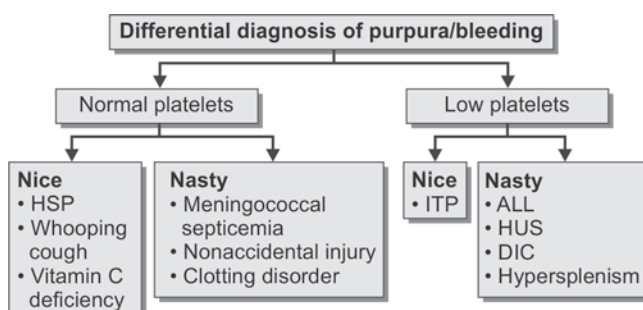 Differential diagnosis of purpura/bleeding
Normal platelets
Low platelets
Nice
• HSP
• Whooping
cough
• Vitamin C
deficiency
Nasty
• Meningococcal
septicemia
• Nonaccidental injury
• Clotting disorder
Nice
• ITP
Nasty
• ALL
• HUS
• DIC
• Hypersplenism